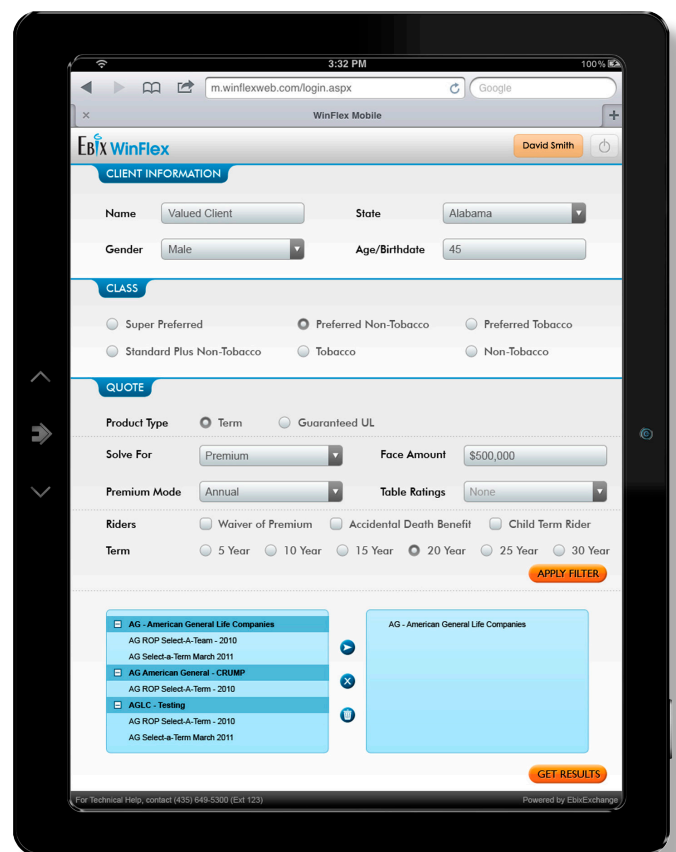 3:32 PM 100%
m.winflexweb.com/login.aspx Google
× WinFlex Mobile +
EBIX WINFLEX David Smith
CLIENT INFORMATION
Name Valued Client State Alabama
Gender Male Age/Birthdate 45
CLASS
Super Preferred Preferred Non-Tobacco Preferred Tobacco
Standard Plus Non-Tobacco Tobacco Non-Tobacco
QUOTE
Product Type Term Guaranteed UL
Solve For Premium Face Amount $500,000
Premium Mode Annual Table Ratings None
Riders Waiver of Premium Accidental Death Benefit Child Term Rider
Term 5 Year 10 Year 15 Year 20 Year 25 Year 30 Year
APPLY FILTER
AG - American General Life Companies AG - American General Life Companies
AG ROP Select-A-Team - 2010
AG Select-a-Term March 2011
AG American General - CRUMP
AG ROP Select-A-Term - 2010
AGLC - Testing
AG ROP Select-A-Term - 2010
AG Select-a-Term March 2011
GET RESULTS
For Technical Help, contact (435) 649-5300 (Ext 123) Powered by EbixExchange